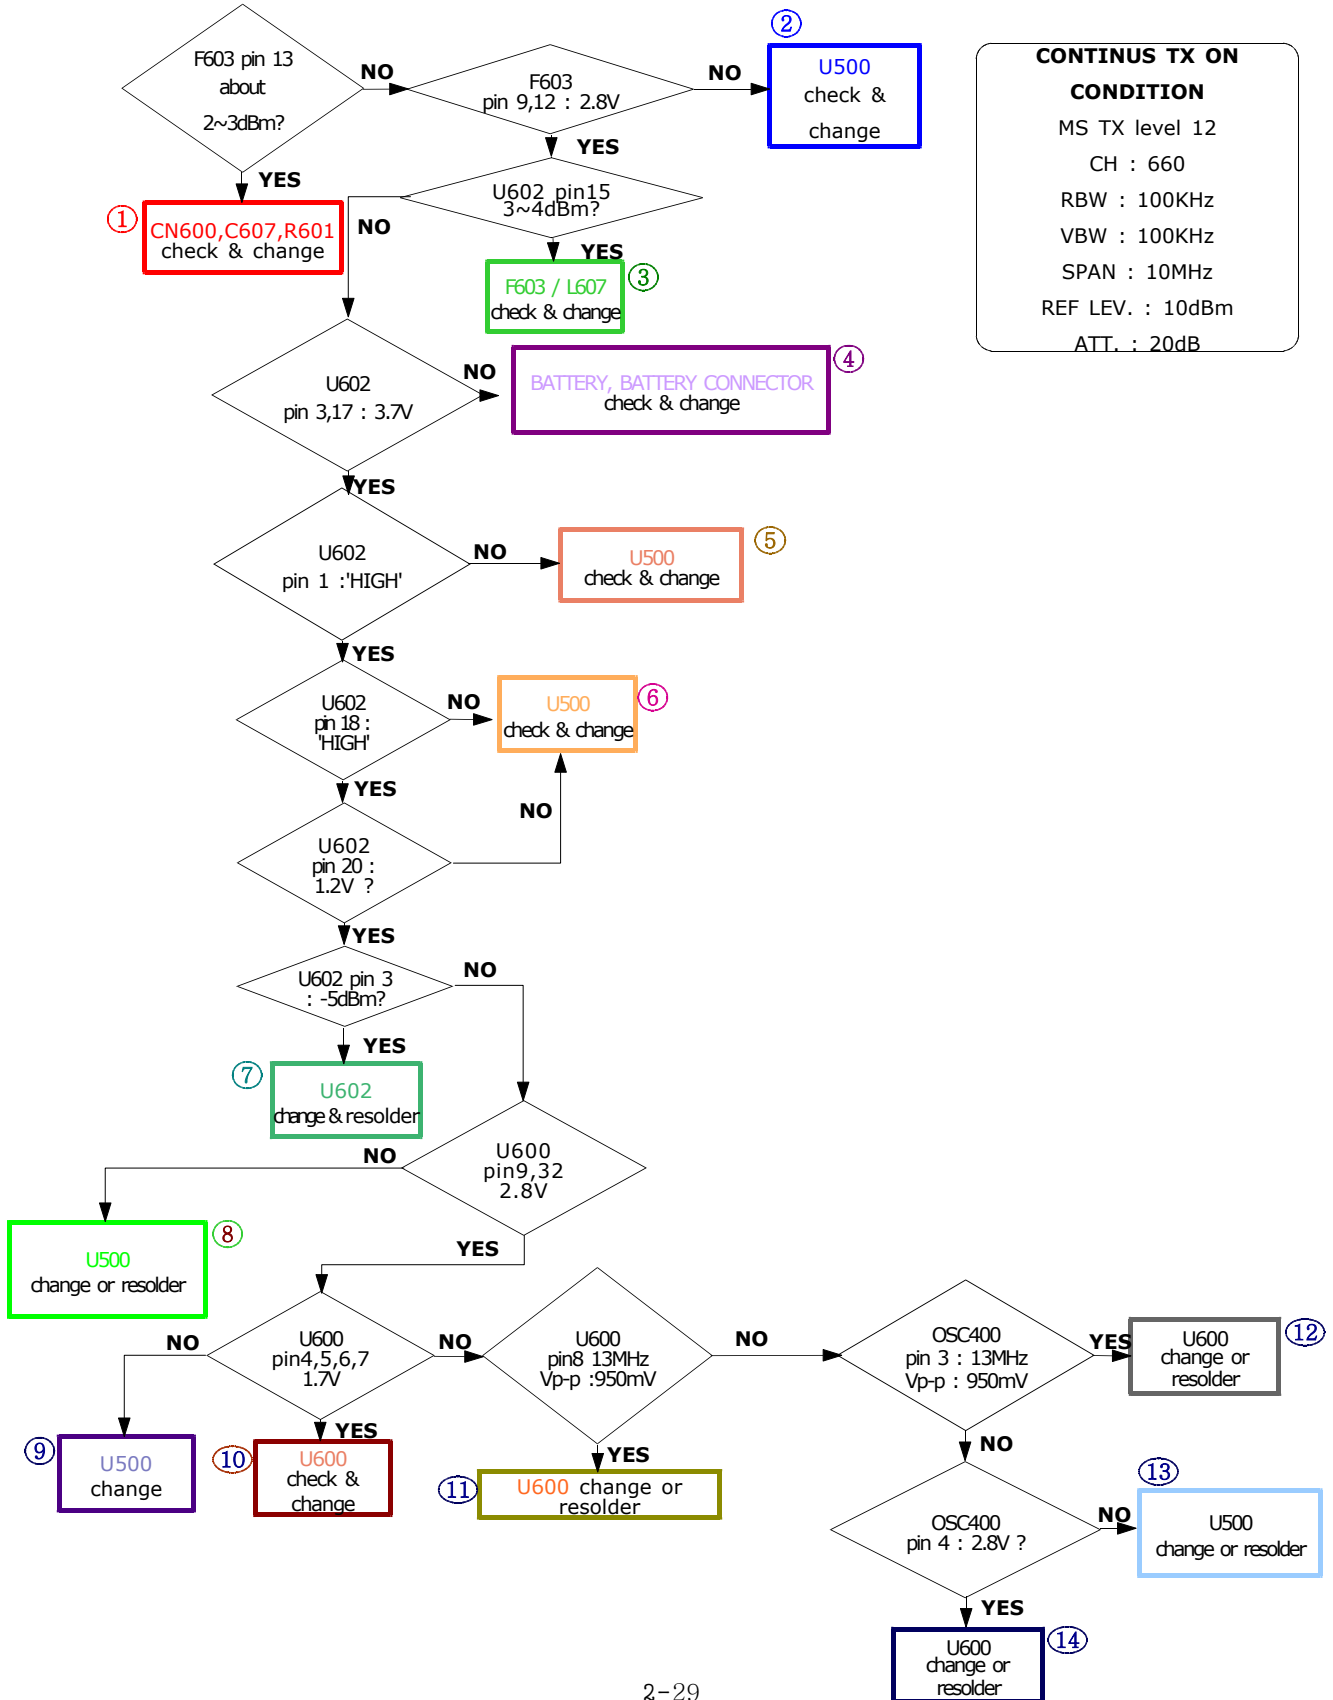 F603 pin 13
about
2~3dBm?
NO
F603
pin 9,12 : 2.8V
NO
②
U500
check &
change
CONTINUS TX ON
CONDITION
MS TX level 12
CH : 660
RBW : 100KHz
VBW : 100KHz
SPAN : 10MHz
REF LEV. : 10dBm
ATT. : 20dB
YES
YES
①
CN600,C607,R601
check & change
NO
U602 pin15
3~4dBm?
YES
③
F603 / L607
check & change
U602
pin 3,17 : 3.7V
NO
④
BATTERY, BATTERY CONNECTOR
check & change
YES
U602
pin 1 :'HIGH'
NO
⑤
U500
check & change
YES
U602
pin 18 :
'HIGH'
NO
⑥
U500
check & change
YES
NO
U602
pin 20 :
1.2V ?
YES
U602 pin 3
: -5dBm?
NO
YES
⑦
U602
change & resolder
U600
pin9,32
2.8V
NO
⑧
U500
change or resolder
YES
NO
U600
pin4,5,6,7
1.7V
NO
U600
pin8 13MHz
Vp-p :950mV
NO
OSC400
pin 3 : 13MHz
Vp-p : 950mV
YES
⑫
U600
change or
resolder
⑨
U500
change
YES
⑩
U600
check &
change
YES
⑪
U600 change or
resolder
NO
OSC400
pin 4 : 2.8V ?
NO
⑬
U500
change or resolder
YES
⑭
U600
change or
resolder
2-29